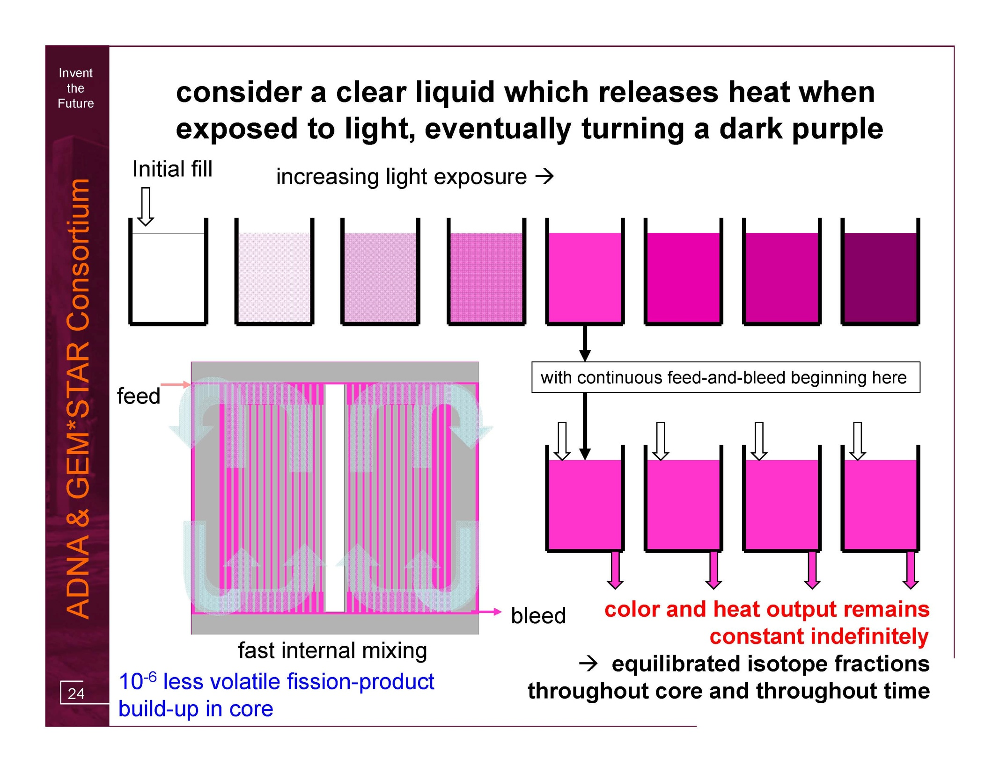 Invent
the
Future
ADNA & GEM*STAR Consortium
24
consider a clear liquid which releases heat when
exposed to light, eventually turning a dark purple
Initial fill
increasing light exposure →
with continuous feed-and-bleed beginning here
feed
bleed
fast internal mixing
10⁻⁶ less volatile fission-product
build-up in core
color and heat output remains
constant indefinitely
→ equilibrated isotope fractions
throughout core and throughout time